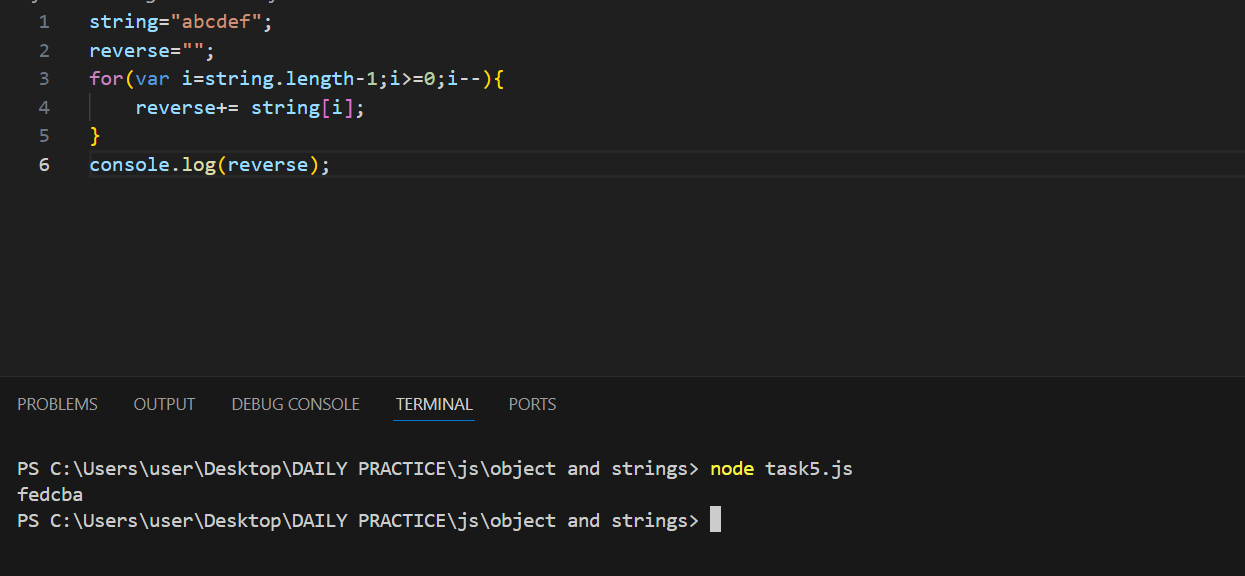 1 string="abcdef";
2 reverse="";
3 for(var i=string.length-1;i>=0;i--){
4     reverse+= string[i];
5 }
6 console.log(reverse);
PROBLEMS OUTPUT DEBUG CONSOLE TERMINAL PORTS
PS C:\Users\user\Desktop\DAILY PRACTICE\js\object and strings> node task5.js
fedcba
PS C:\Users\user\Desktop\DAILY PRACTICE\js\object and strings>